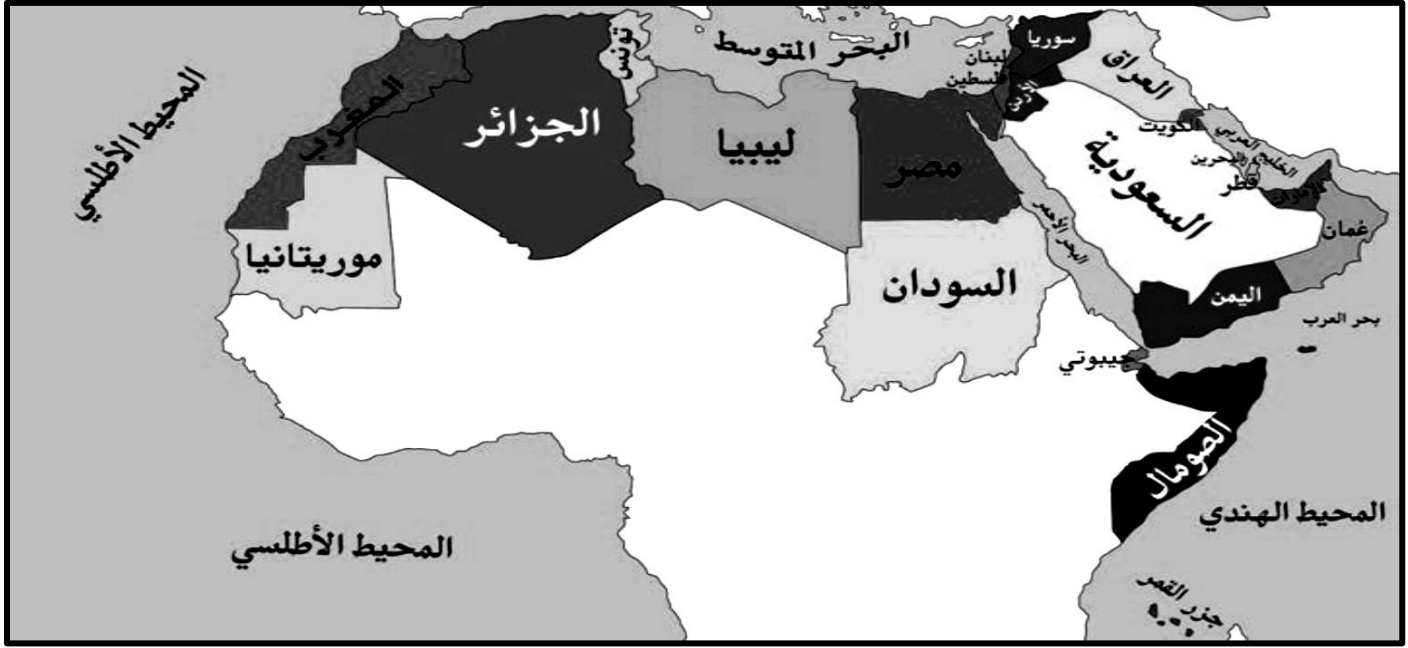 البحر المتوسط
سوريا
لبنان
فلسطين
الأردن
العراق
تونس
المغرب
المحيط الأطلسي
الجزائر
ليبيا
مصر
الكويت
الخليج العربي
البحرين
قطر
الإمارات
السعودية
عُمان
البحر الأحمر
موريتانيا
السودان
اليمن
بحر العرب
جيبوتي
الصومال
المحيط الهندي
المحيط الأطلسي
جزر القمر